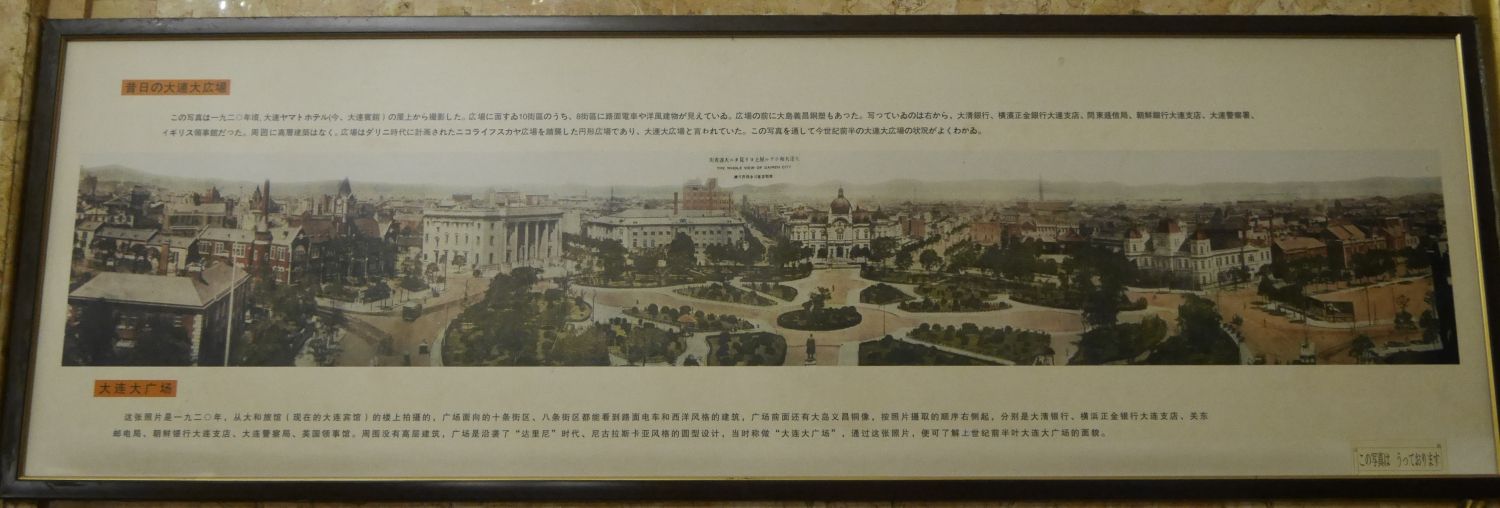 昔日の大連大広場
この写真は一九二〇年頃、大連ヤマトホテル(今、大連賓館)の屋上から撮影した。広場に面すゐ10街區のうち、8街區に路面電車や洋風建物が見えていゐ。広場の前に大島義昌銅塑もあった。写っていゐのは右から、大清銀行、横濱正金銀行大連支店、関東逓信局、朝鮮銀行大連支店、大連警察署、
イギリス領事館だつた。周囲に高層建築はなく。広場はダリニ時代に計画されたニコライフスカヤ広場を踏襲した円形広場であり、大連大広場と言われていた。この写真を通して今世紀前半の大連大広場の状況がよくわかゐ。
THE WHOLE VIEW OF DAIREN CITY
大连大广场
这张照片是一九二〇年，从大和旅馆（现在的大连宾馆）的楼上拍摄的，广场面向的十条街区、八条街区都能看到路面电车和西洋风格的建筑，广场前面还有大岛义昌铜像，按照片摄取的顺序右侧起，分别是大清银行、横浜正金银行大连支店、关东
邮电局、朝鲜银行大连支店、大连警察局、英国领事馆。周围没有高层建筑，广场是沿袭了“达里尼”时代、尼古拉斯卡亚风格的圆型设计，当时称做“大连大广场”，通过这张照片，便可了解上世纪前半叶大连大广场的面貌。
この写真は うっております